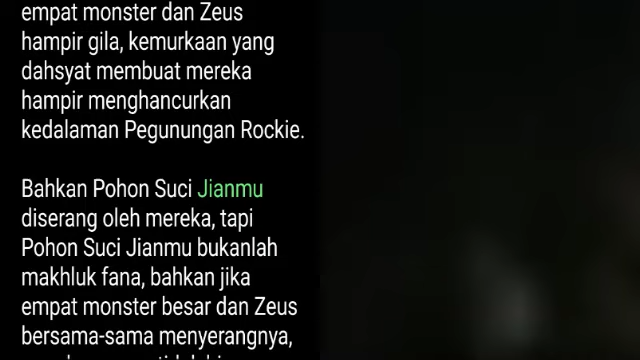 empat monster dan Zeus
hampir gila, kemurkaan yang
dahsyat membuat mereka
hampir menghancurkan
kedalaman Pegunungan Rockie.
Bahkan Pohon Suci Jianmu
diserang oleh mereka, tapi
Pohon Suci Jianmu bukanlah
makhluk fana, bahkan jika
empat monster besar dan Zeus
bersama-sama menyerangnya,